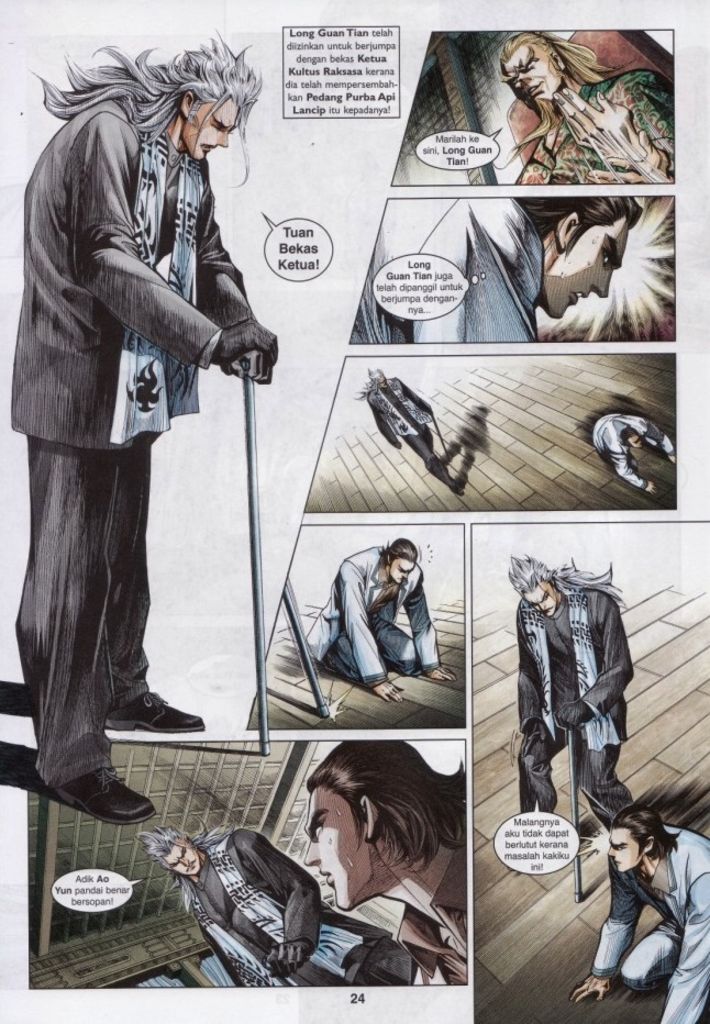 Long Guan Tian telah
diizinkan untuk berjumpa
dengan bekas Ketua
Kultus Raksasa kerana
dia telah mempersembah-
kan Pedang Purba Api
Lancip itu kepadanya!
Marilah ke
sini, Long Guan
Tian!
Tuan
Bekas
Ketua!
Long
Guan Tian juga
telah dipanggil untuk
berjumpa dengan-
nya...
Malangnya
aku tidak dapat
berlutut kerana
masalah kakiku
ini!
Adik Ao
Yun pandai benar
bersopan!
24